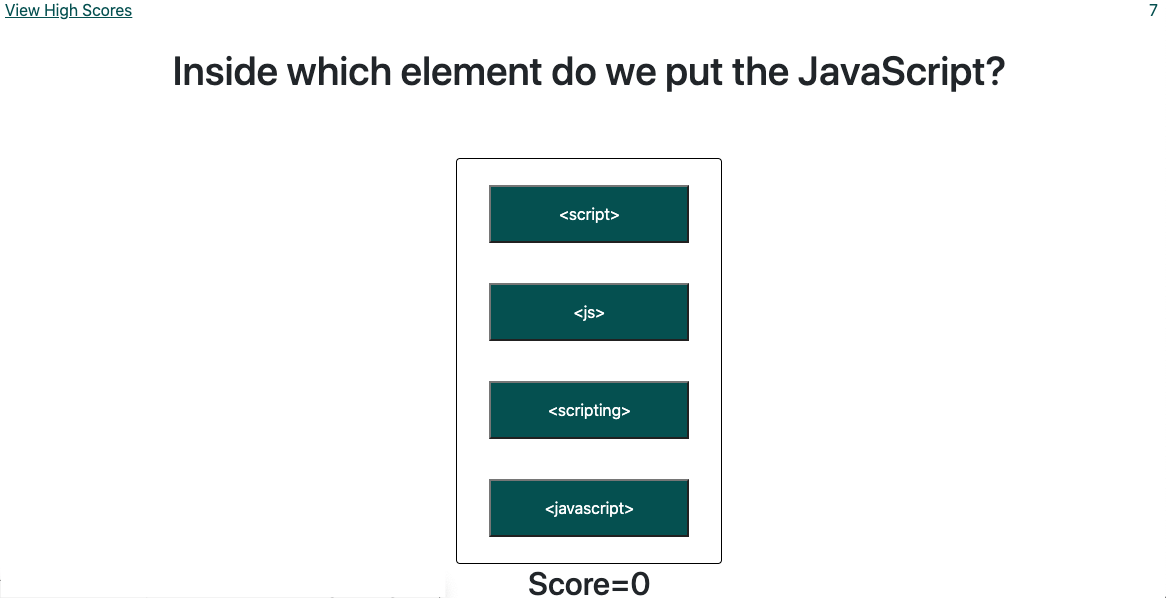 View High Scores
7
Inside which element do we put the JavaScript?
<script>
<js>
<scripting>
<javascript>
Score=0